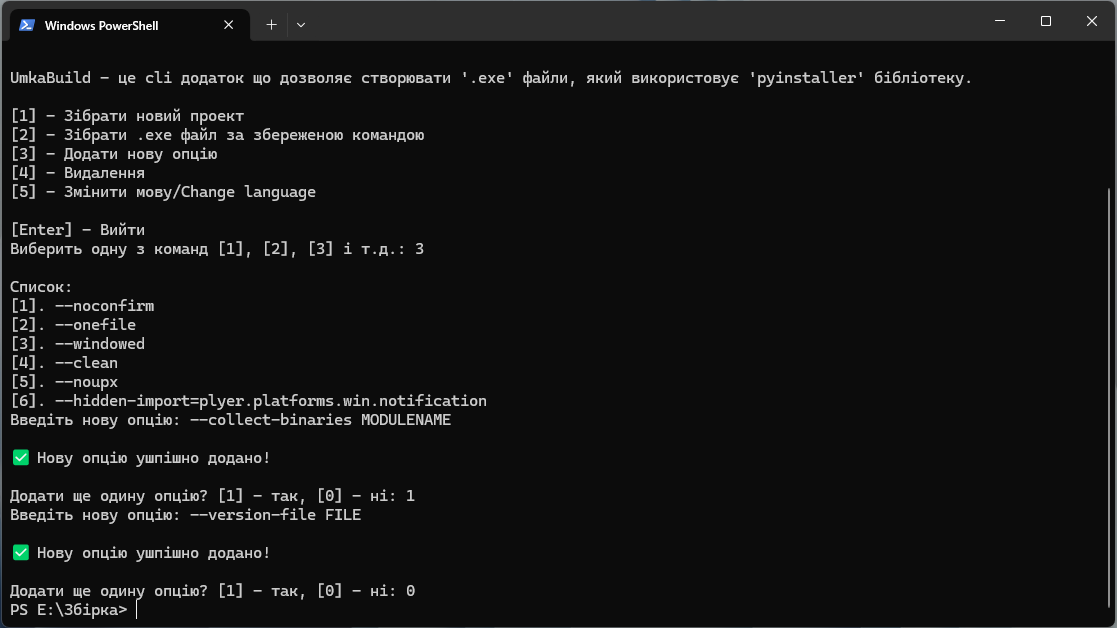 Windows PowerShell
UmkaBuild - це cli додаток що дозволяє створювати '.exe' файли, який використовує 'pyinstaller' бібліотеку.
[1] - Зібрати новий проект
[2] - Зібрати .exe файл за збереженою командою
[3] - Додати нову опцію
[4] - Видалення
[5] - Змінити мову/Change language
[Enter] - Вийти
Виберить одну з команд [1], [2], [3] і т.д.: 3
Список:
[1]. --noconfirm
[2]. --onefile
[3]. --windowed
[4]. --clean
[5]. --noupx
[6]. --hidden-import=plyer.platforms.win.notification
Введіть нову опцію: --collect-binaries MODULENAME
✅ Нову опцію ушпішно додано!
Додати ще одину опцію? [1] - так, [0] - ні: 1
Введіть нову опцію: --version-file FILE
✅ Нову опцію ушпішно додано!
Додати ще одину опцію? [1] - так, [0] - ні: 0
PS E:\Збірка>